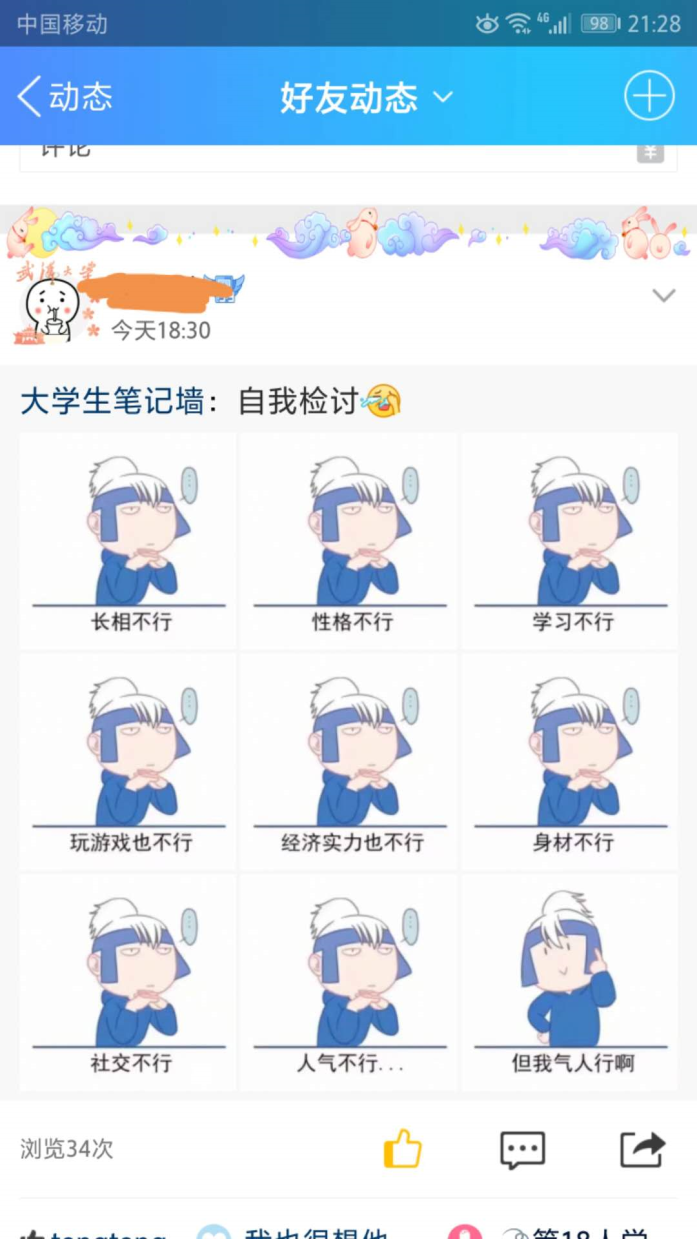 中国移动 4G 98 21:28
动态 好友动态
评论
今天18:30
大学生笔记墙：自我检讨
长相不行 性格不行 学习不行
玩游戏也不行 经济实力也不行 身材不行
社交不行 人气不行... 但我气人行啊
浏览34次